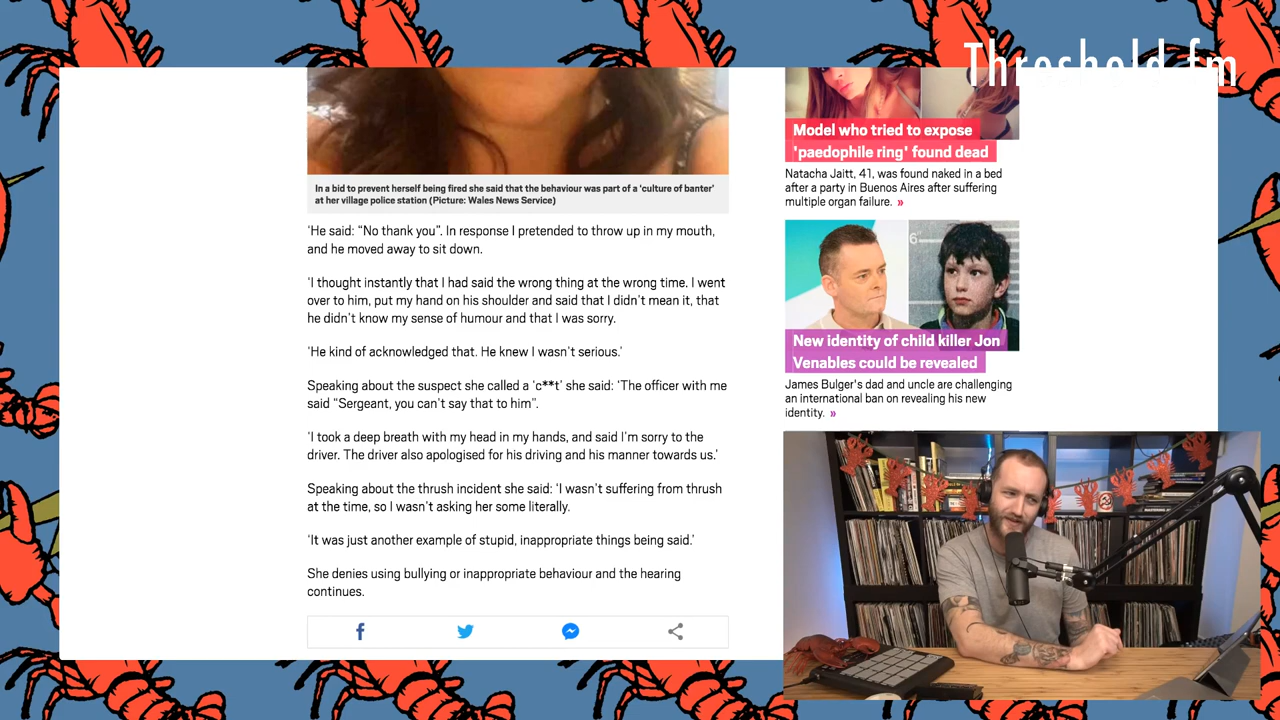 Threshold.fm
In a bid to prevent herself being fired she said that the behaviour was part of a ‘culture of banter’
at her village police station (Picture: Wales News Service)
‘He said: “No thank you”. In response I pretended to throw up in my mouth,
and he moved away to sit down.
‘I thought instantly that I had said the wrong thing at the wrong time. I went
over to him, put my hand on his shoulder and said that I didn’t mean it, that
he didn’t know my sense of humour and that I was sorry.
‘He kind of acknowledged that. He knew I wasn’t serious.’
Speaking about the suspect she called a ‘c**t’ she said: ‘The officer with me
said “Sergeant, you can’t say that to him”.
‘I took a deep breath with my head in my hands, and said I’m sorry to the
driver. The driver also apologised for his driving and his manner towards us.’
Speaking about the thrush incident she said: ‘I wasn’t suffering from thrush
at the time, so I wasn’t asking her some literally.
‘It was just another example of stupid, inappropriate things being said.’
She denies using bullying or inappropriate behaviour and the hearing
continues.
Model who tried to expose
'paedophile ring' found dead
Natacha Jaitt, 41, was found naked in a bed
after a party in Buenos Aires after suffering
multiple organ failure. »
6
New identity of child killer Jon
Venables could be revealed
James Bulger's dad and uncle are challenging
an international ban on revealing his new
identity. »